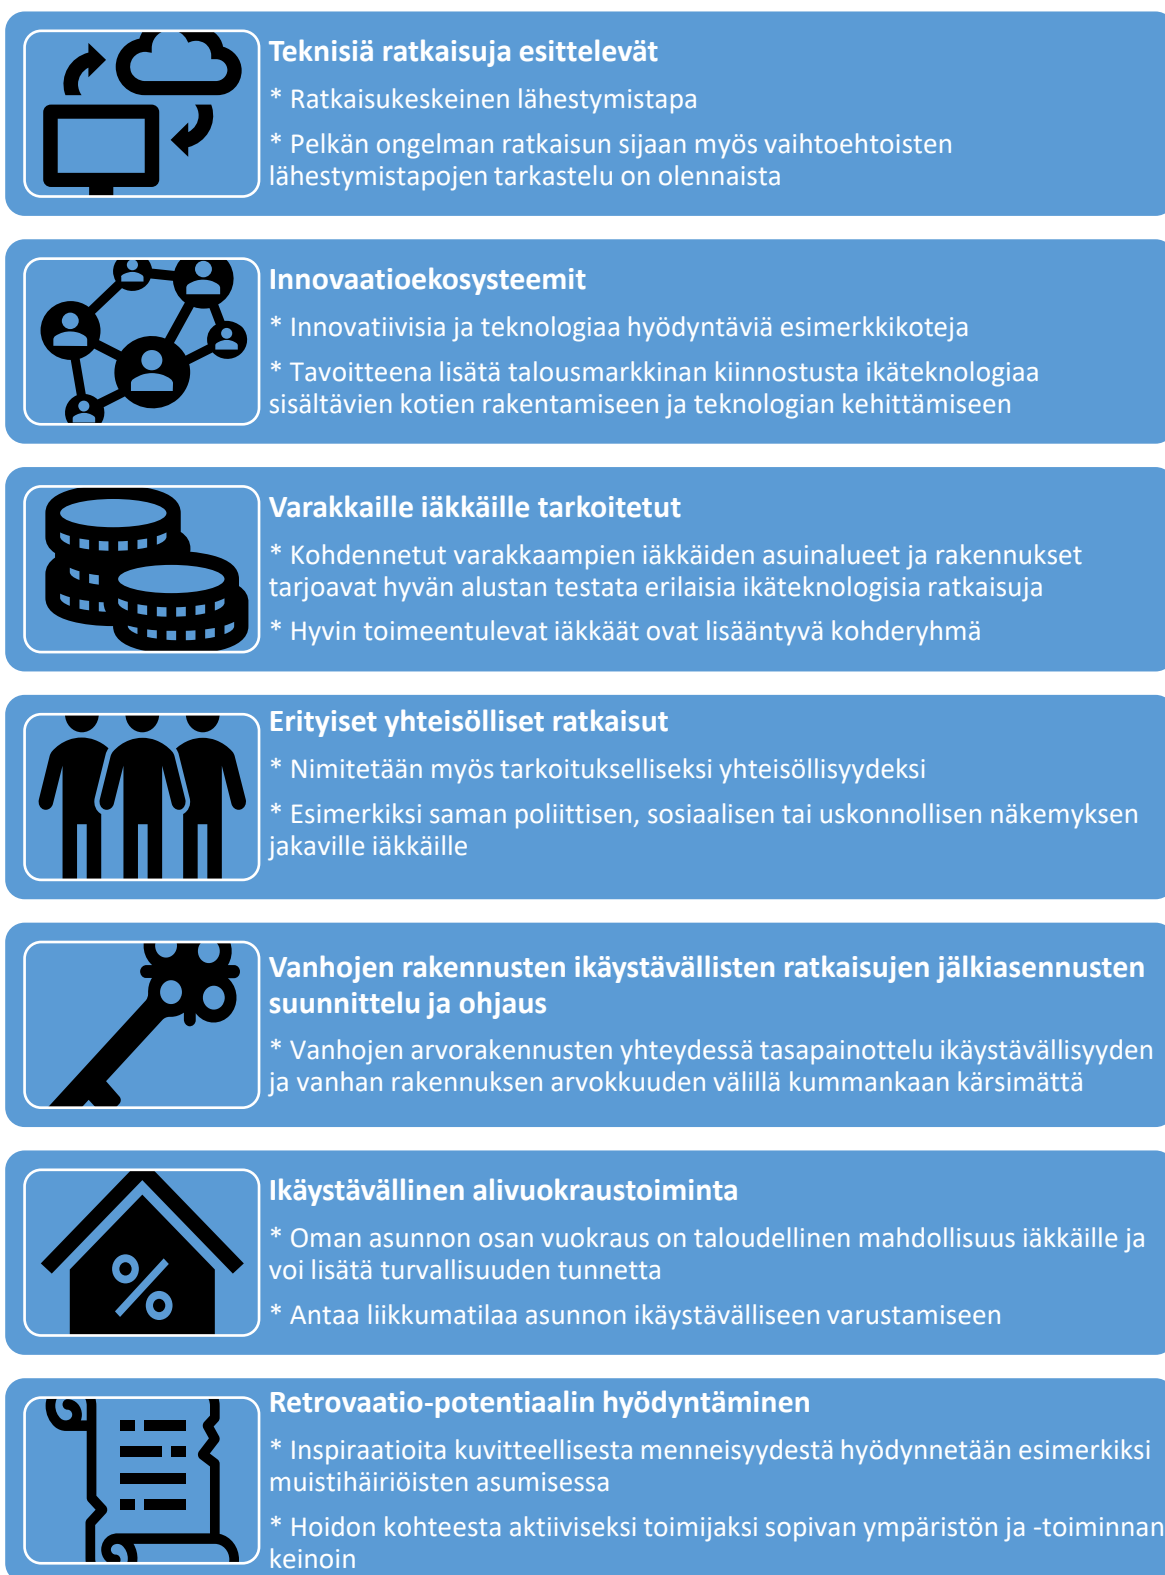 Teknisiä ratkaisuja esittelevät
* Ratkaisukeskeinen lähestymistapa
* Pelkän ongelman ratkaisun sijaan myös vaihtoehtoisten
lähestymistapojen tarkastelu on olennaista
Innovaatioekosysteemit
* Innovatiivisia ja teknologiaa hyödyntäviä esimerkkikoteja
* Tavoitteena lisätä talousmarkkinan kiinnostusta ikäteknologiaa
sisältävien kotien rakentamiseen ja teknologian kehittämiseen
Varakkaille iäkkäille tarkoitetut
* Kohdennetut varakkaampien iäkkäiden asuinalueet ja rakennukset
tarjoavat hyvän alustan testata erilaisia ikäteknologisia ratkaisuja
* Hyvin toimeentulevat iäkkäät ovat lisääntyvä kohderyhmä
Erityiset yhteisölliset ratkaisut
* Nimitetään myös tarkoitukselliseksi yhteisöllisyydeksi
* Esimerkiksi saman poliittisen, sosiaalisen tai uskonnollisen näkemyksen
jakaville iäkkäille
Vanhojen rakennusten ikäystävällisten ratkaisujen jälkiasennusten
suunnittelu ja ohjaus
* Vanhojen arvorakennusten yhteydessä tasapainottelu ikäystävällisyyden
ja vanhan rakennuksen arvokkuuden välillä kummankaan kärsimättä
Ikäystävällinen alivuokraustoiminta
* Oman asunnon osan vuokraus on taloudellinen mahdollisuus iäkkäille ja
voi lisätä turvallisuuden tunnetta
* Antaa liikkumatilaa asunnon ikäystävälliseen varustamiseen
%
Retrovaatio-potentiaalin hyödyntäminen
* Inspiraatioita kuvitteellisesta menneisyydestä hyödynnetään esimerkiksi
muistihäiriöisten asumisessa
* Hoidon kohteesta aktiiviseksi toimijaksi sopivan ympäristön ja -toiminnan
keinoin